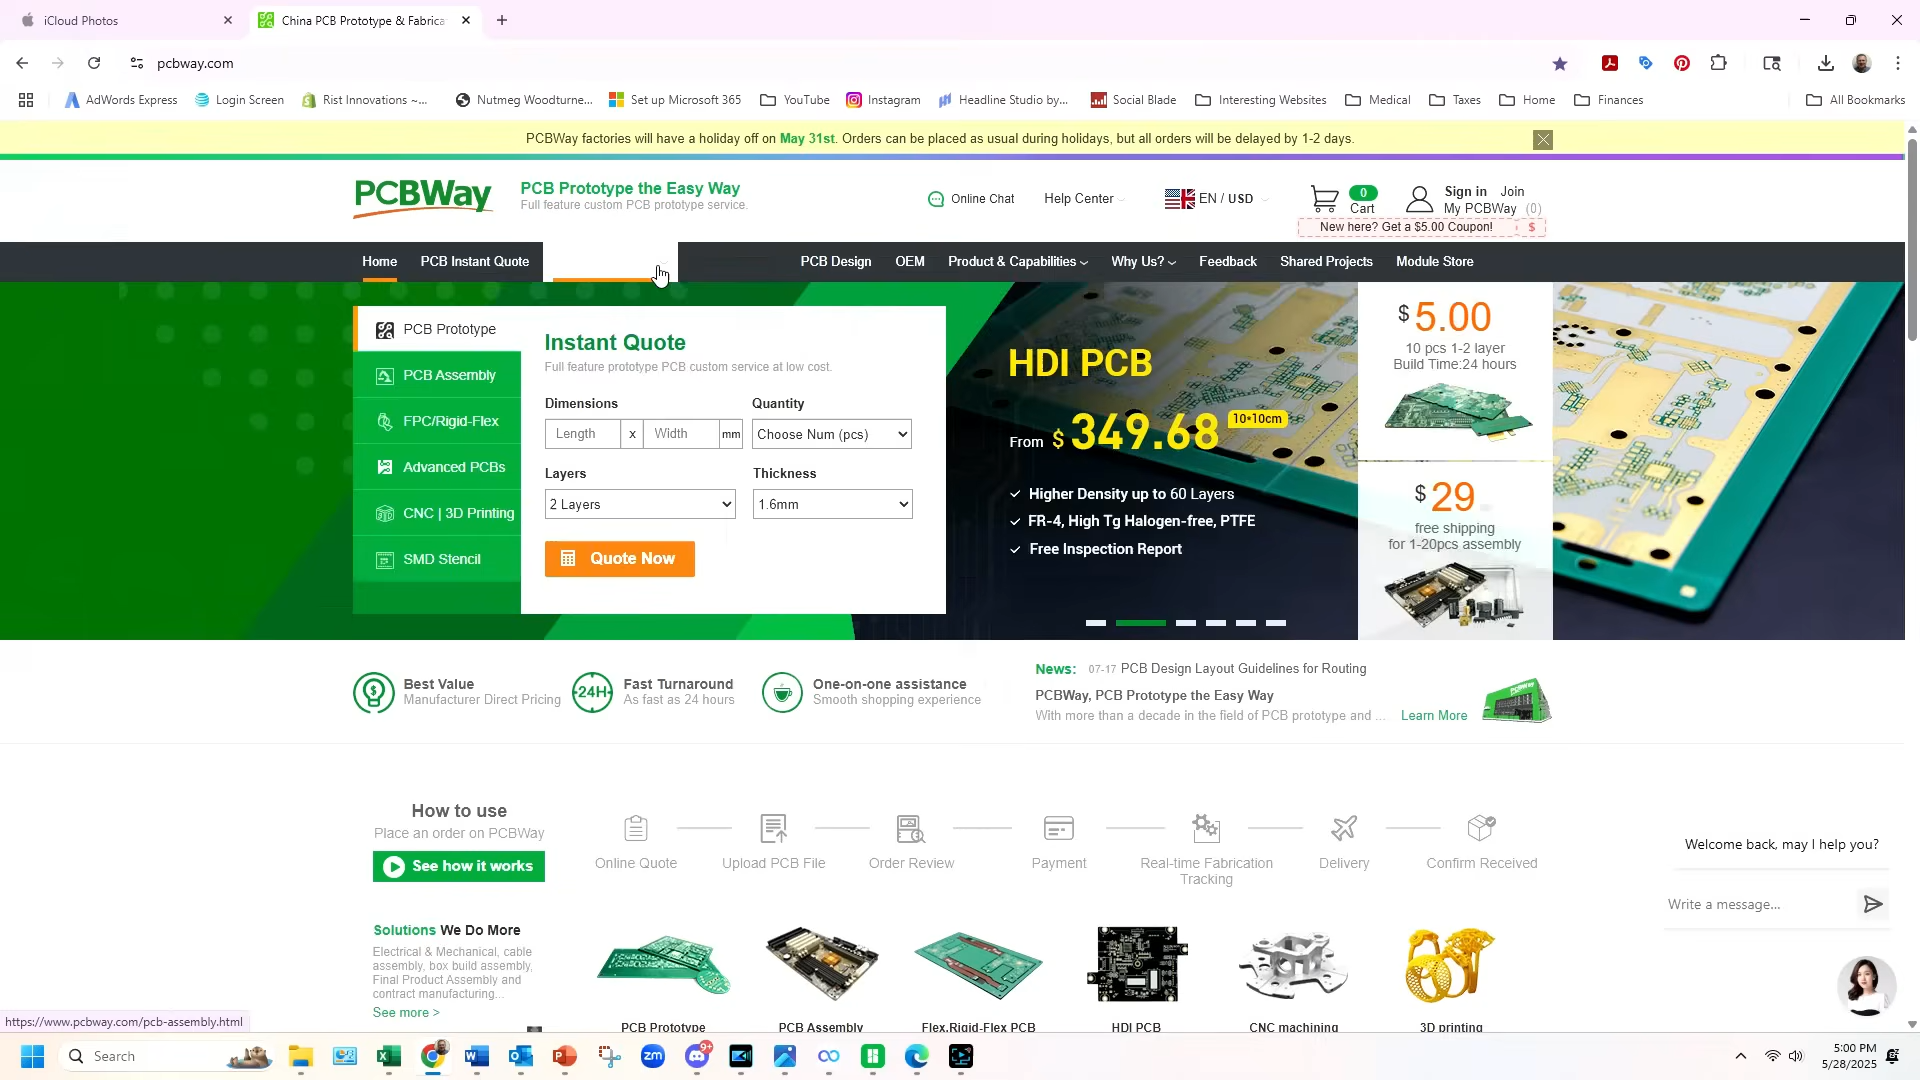 iCloud Photos
China PCB Prototype & Fabrica
pcbway.com
AdWords Express
Login Screen
Rist Innovations ~...
Nutmeg Woodturne...
Set up Microsoft 365
YouTube
Instagram
Headline Studio by...
Social Blade
Interesting Websites
Medical
Taxes
Home
Finances
All Bookmarks
PCBWay factories will have a holiday off on May 31st. Orders can be placed as usual during holidays, but all orders will be delayed by 1-2 days.
PCBWay
PCB Prototype the Easy Way
Full feature custom PCB prototype service.
Online Chat
Help Center
EN / USD
0
Cart
Sign in Join
My PCBWay (0)
New here? Get a $5.00 Coupon! $
Home
PCB Instant Quote
PCB Design
OEM
Product & Capabilities
Why Us?
Feedback
Shared Projects
Module Store
PCB Prototype
PCB Assembly
FPC/Rigid-Flex
Advanced PCBs
CNC | 3D Printing
SMD Stencil
Instant Quote
Full feature prototype PCB custom service at low cost.
Dimensions
Quantity
Length x Width mm
Choose Num (pcs)
Layers
Thickness
2 Layers
1.6mm
Quote Now
HDI PCB
From $ 349.68
10*10cm
Higher Density up to 60 Layers
FR-4, High Tg Halogen-free, PTFE
Free Inspection Report
$ 5.00
10 pcs 1-2 layer
Build Time:24 hours
$ 29
free shipping
for 1-20pcs assembly
Best Value
Manufacturer Direct Pricing
24H
Fast Turnaround
As fast as 24 hours
One-on-one assistance
Smooth shopping experience
News: 07-17 PCB Design Layout Guidelines for Routing
PCBWay, PCB Prototype the Easy Way
With more than a decade in the field of PCB prototype and ... Learn More
How to use
Place an order on PCBWay
See how it works
Online Quote
Upload PCB File
Order Review
Payment
Real-time Fabrication
Tracking
Delivery
Confirm Received
Welcome back, may I help you?
Write a message...
Solutions We Do More
Electrical & Mechanical, cable
assembly, box build assembly,
Final Product Assembly and
contract manufacturing...
See more >
PCB Prototype
PCB Assembly
Flex,Rigid-Flex PCB
HDI PCB
CNC machining
3D printing
https://www.pcbway.com/pcb-assembly.html
Search
zm
9+
5:00 PM
5/28/2025